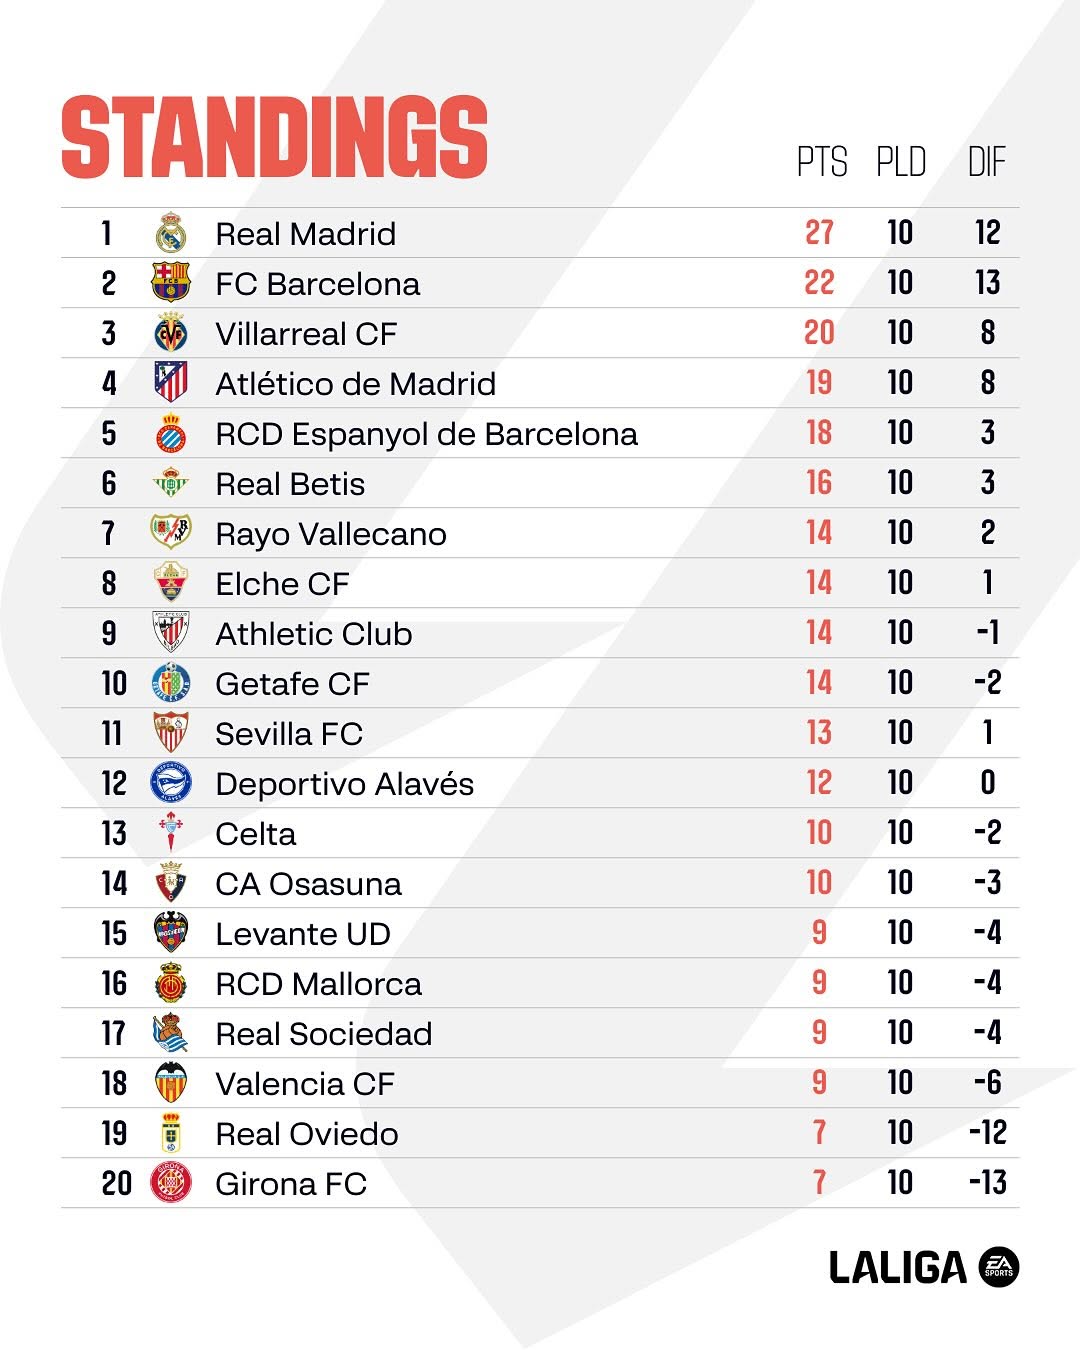 STANDINGS
PTS PLD DIF
1 Real Madrid 27 10 12
2 FC Barcelona 22 10 13
3 Villarreal CF 20 10 8
4 Atlético de Madrid 19 10 8
5 RCD Espanyol de Barcelona 18 10 3
6 Real Betis 16 10 3
7 Rayo Vallecano 14 10 2
8 Elche CF 14 10 1
9 Athletic Club 14 10 -1
10 Getafe CF 14 10 -2
11 Sevilla FC 13 10 1
12 Deportivo Alavés 12 10 0
13 Celta 10 10 -2
14 CA Osasuna 10 10 -3
15 Levante UD 9 10 -4
16 RCD Mallorca 9 10 -4
17 Real Sociedad 9 10 -4
18 Valencia CF 9 10 -6
19 Real Oviedo 7 10 -12
20 Girona FC 7 10 -13
LALIGA EA SPORTS